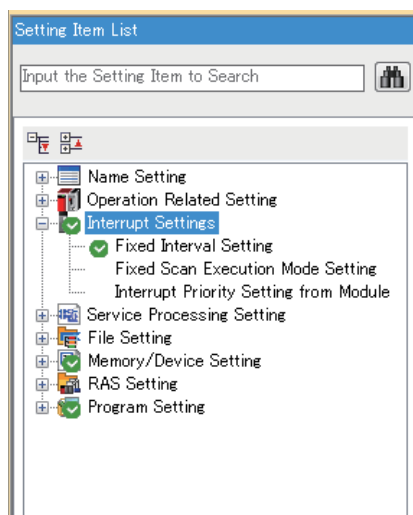 Setting Item List
Input the Setting Item to Search
Name Setting
Operation Related Setting
Interrupt Settings
Fixed Interval Setting
Fixed Scan Execution Mode Setting
Interrupt Priority Setting from Module
Service Processing Setting
File Setting
Memory/Device Setting
RAS Setting
Program Setting